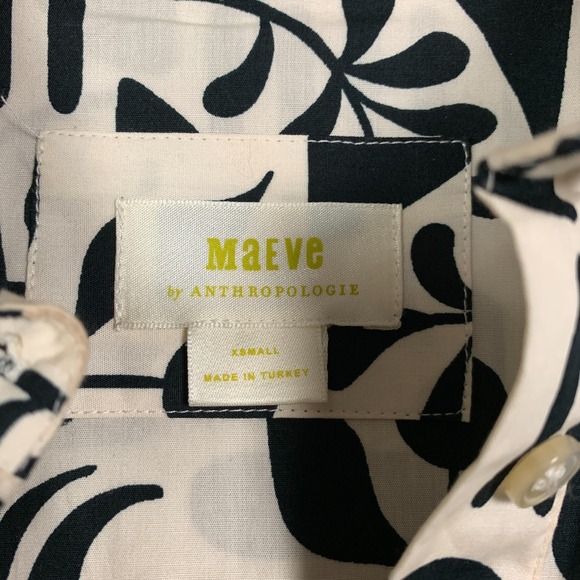 MaEve
by ANTHROPOLOGIE
XSMALL
MADE IN TURKEY